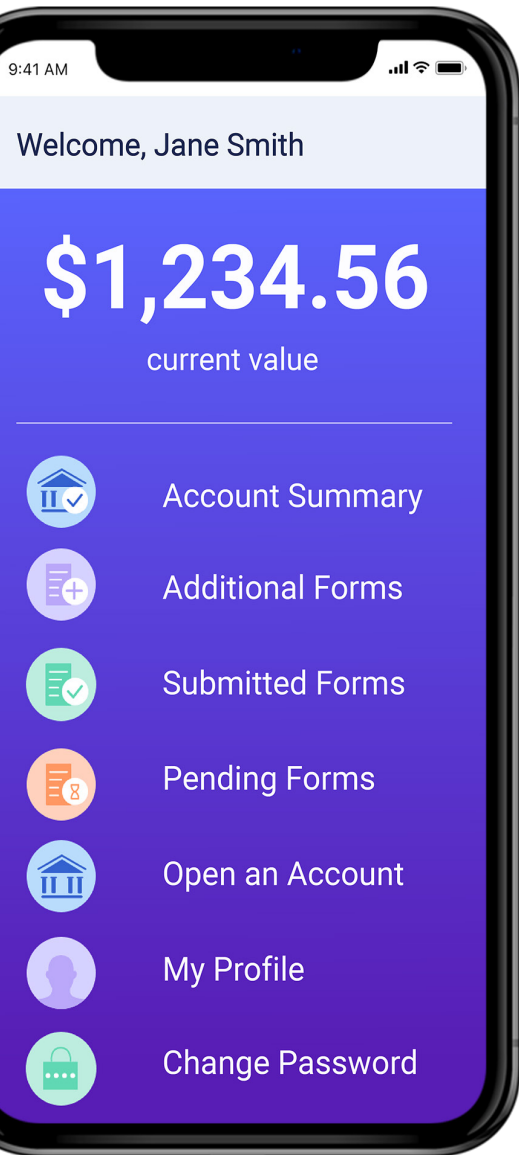 9:41 AM
Welcome, Jane Smith
$1,234.56
current value
Account Summary
Additional Forms
Submitted Forms
Pending Forms
Open an Account
My Profile
Change Password